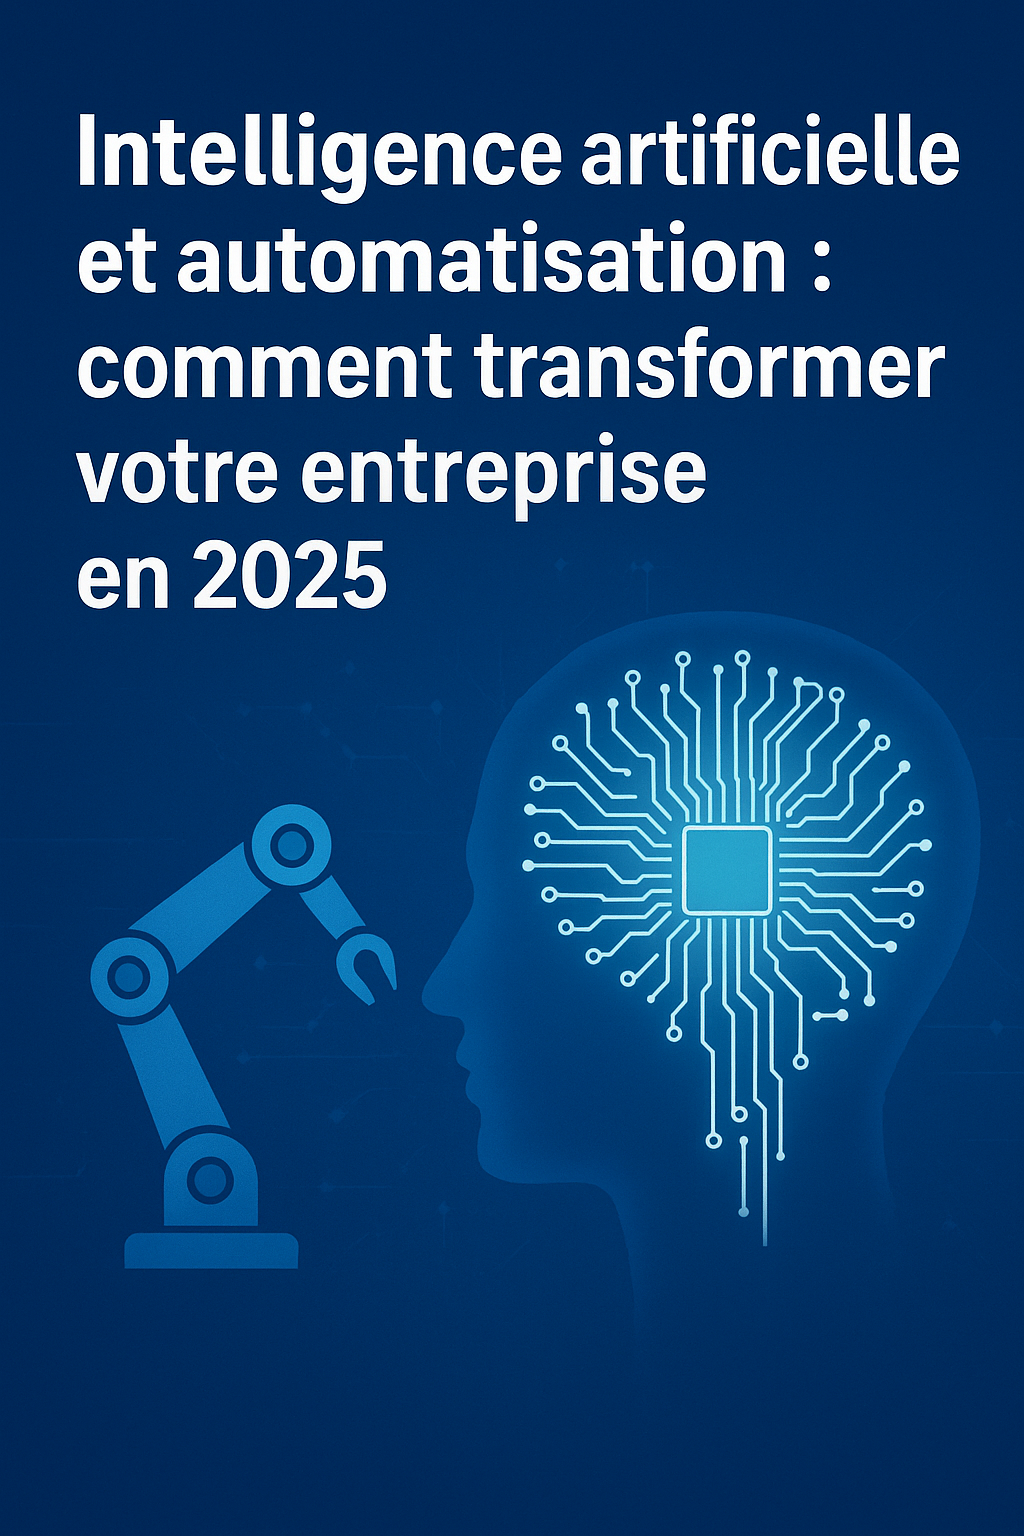 Intelligence artificielle
et automatisation :
comment transformer
votre entreprise
en 2025